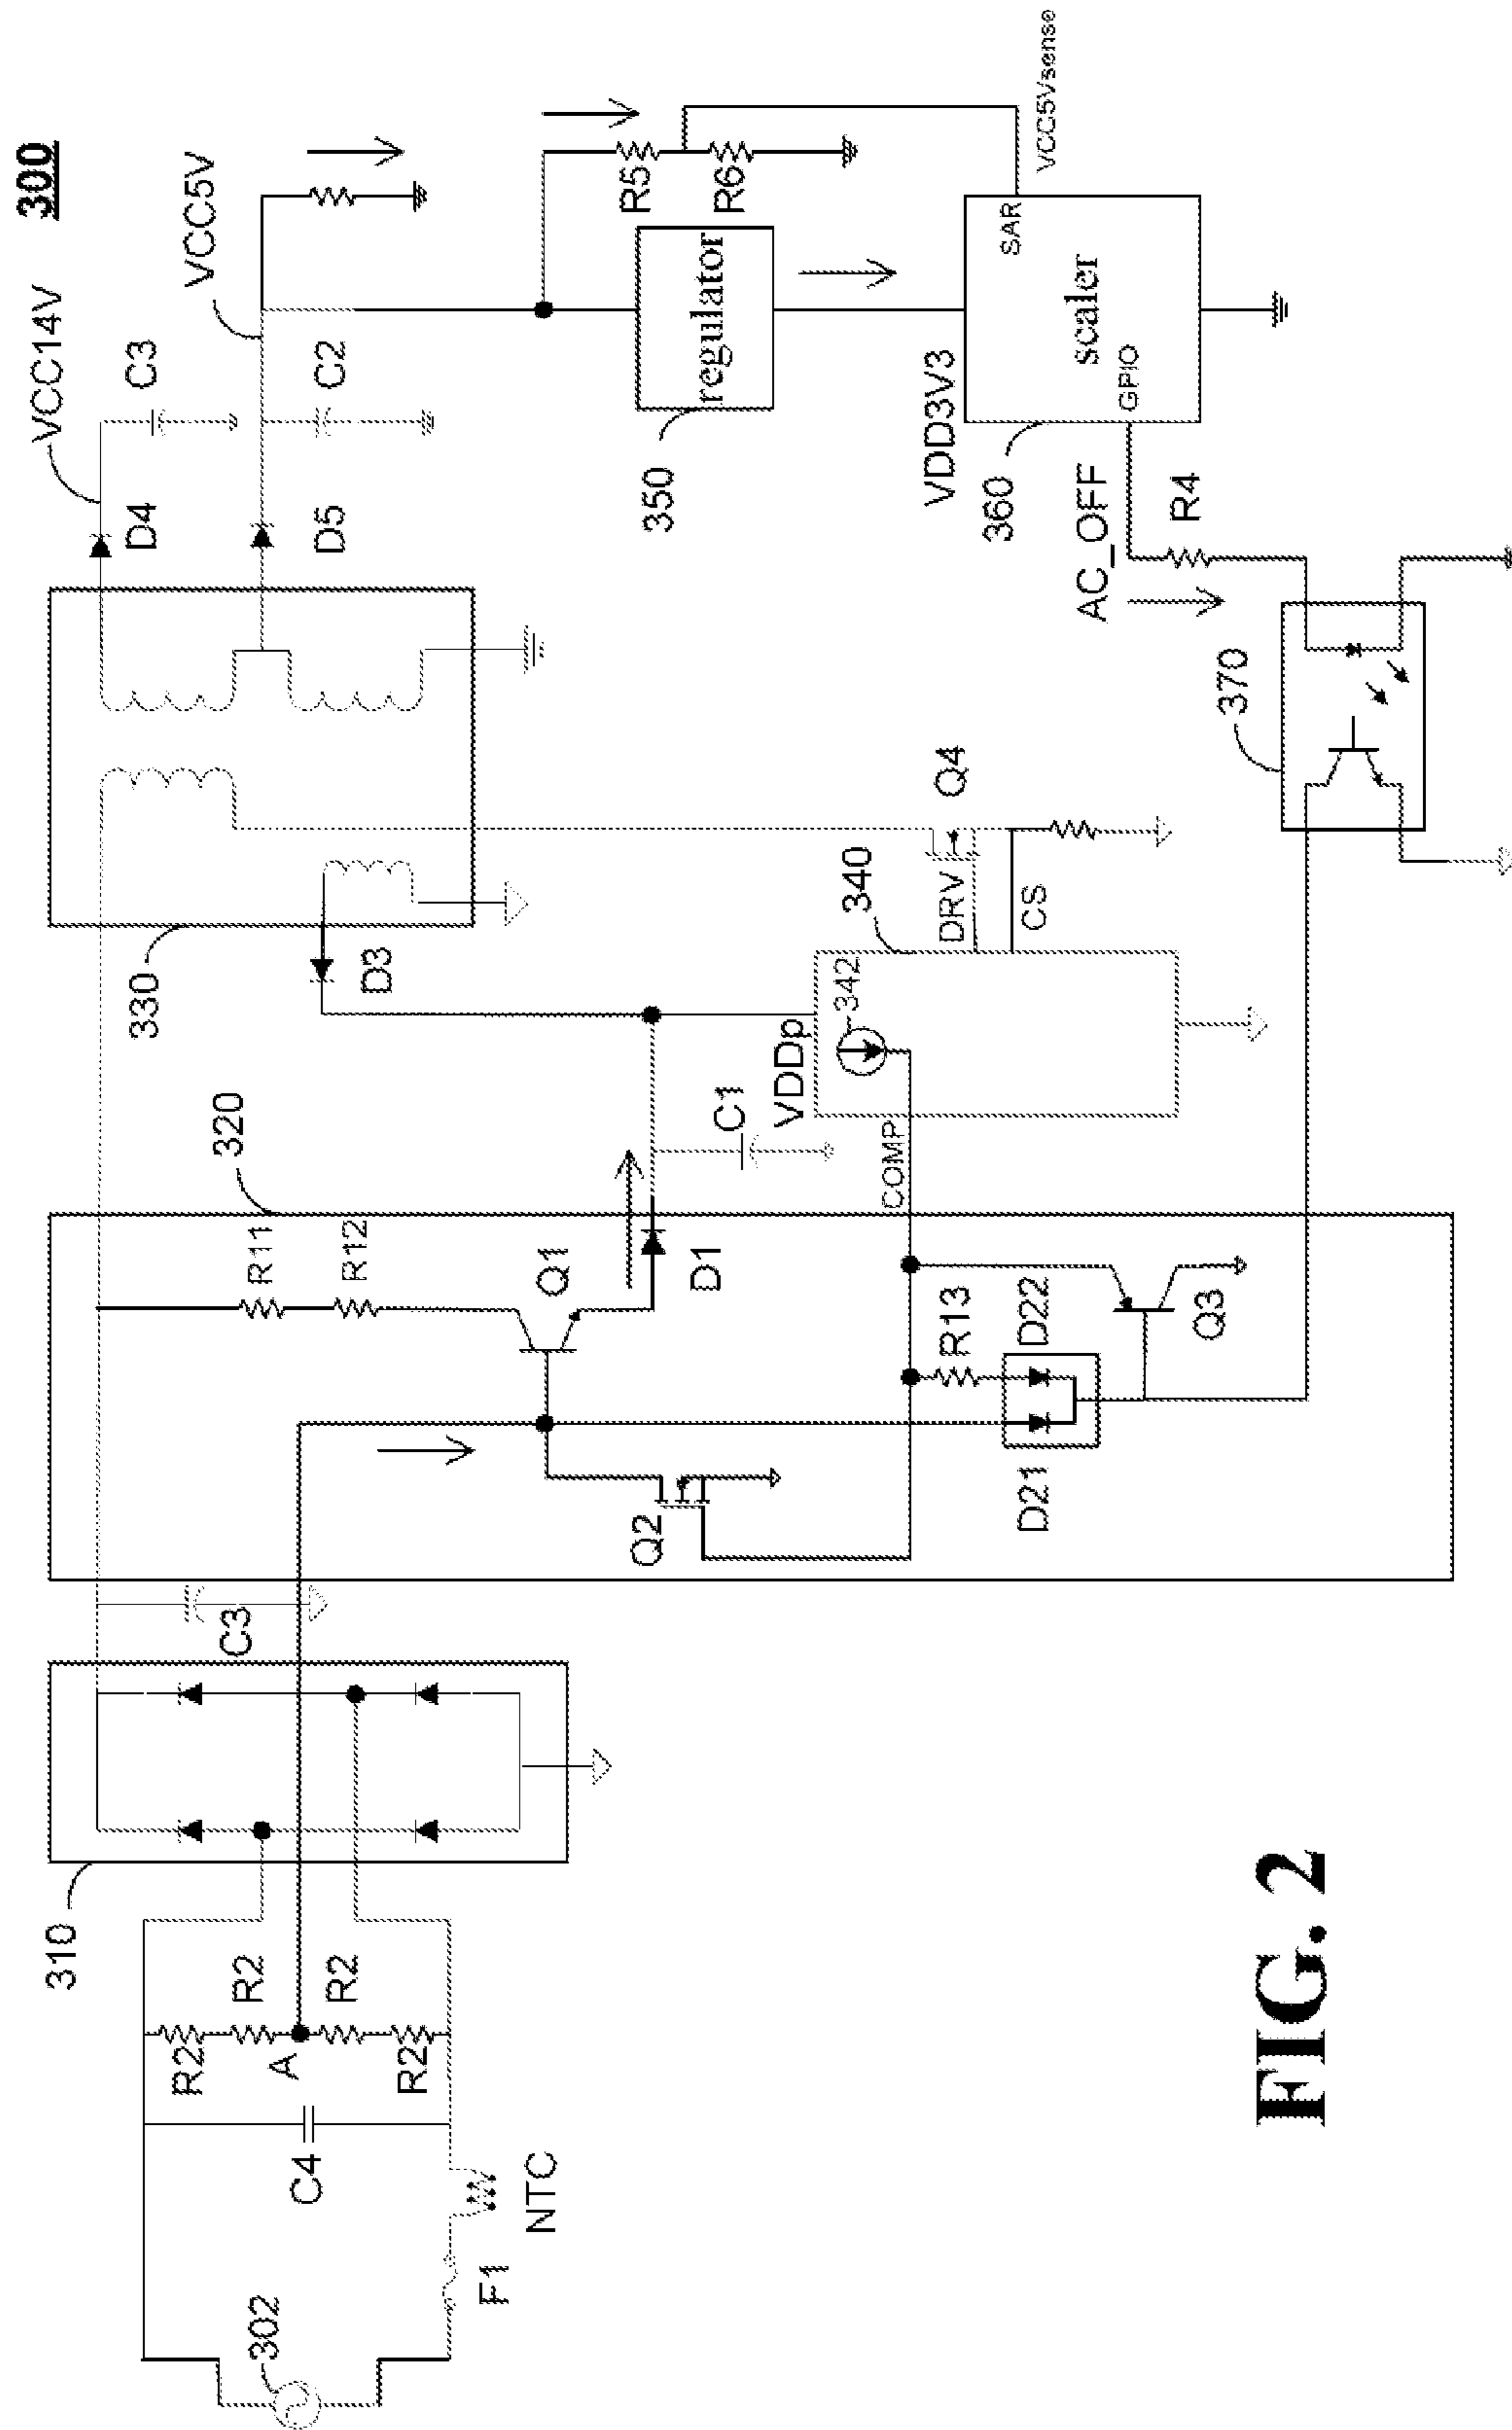 300
VCC14V
VCC5V
C3
C2
D4
D5
R5
R6
VCC5Vsense
regulator
350
VDD3V3
SAR
scaler
GPIO
360
AC_OFF
R4
370
330
D3
Q4
DRV
CS
340
342
VDDp
COMP
C1
320
R11
R12
Q1
D1
R13
D22
D21
Q3
Q2
C3
310
R2
R2
R2
R2
A
C4
NTC
F1
302
FIG. 2